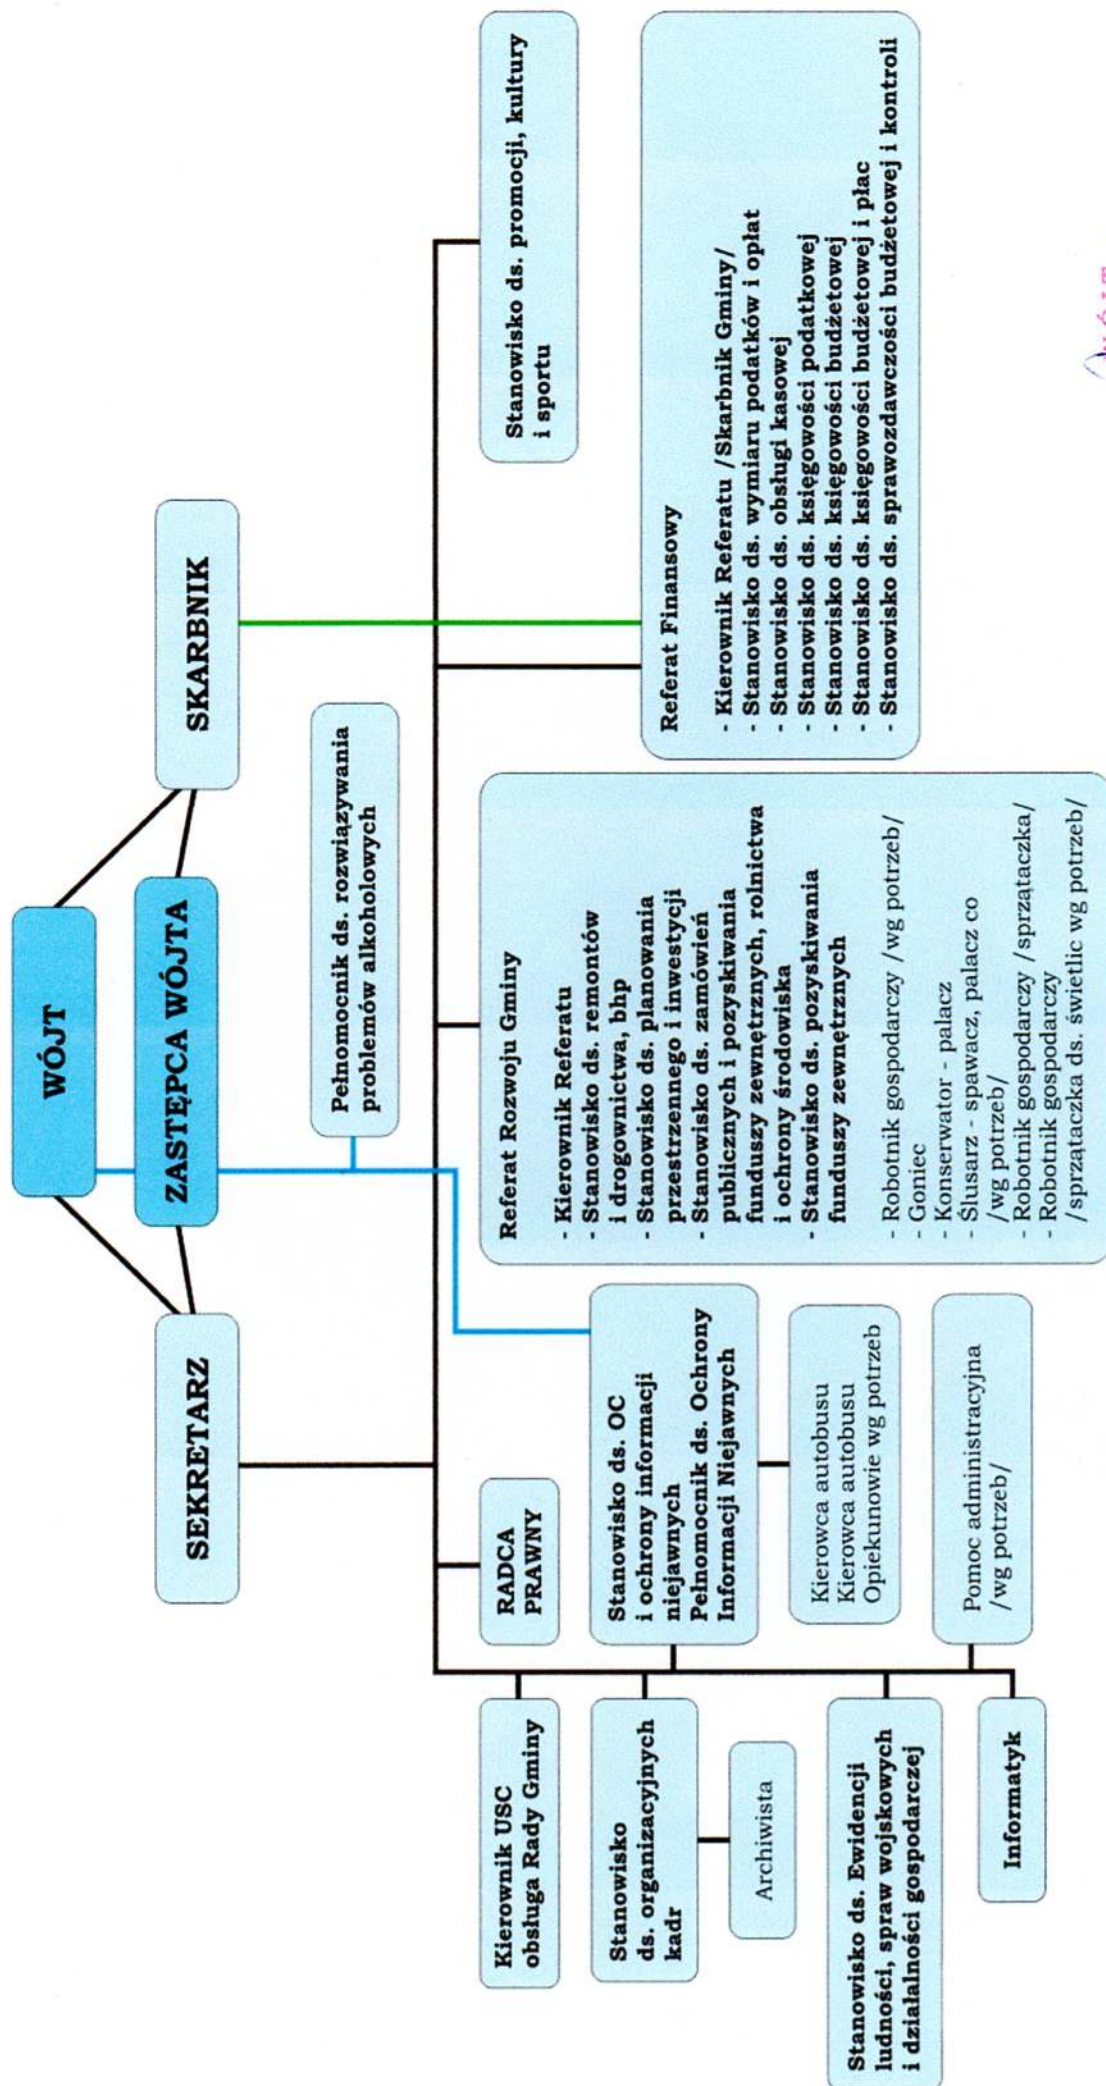 WÓJT
ZASTĘPCA WÓJTA
SEKRETARZ
SKARBNIK
Pełnomocnik ds. rozwiązywania
problemów alkoholowych
RADCA
PRAWNY
Kierownik USC
obsługa Rady Gminy
Stanowisko
ds. organizacyjnych
kadr
Archiwista
Stanowisko ds. Ewidencji
ludności, spraw wojskowych
i działalności gospodarczej
Informatyk
Stanowisko ds. OC
i ochrony informacji
niejawnych
Pełnomocnik ds. Ochrony
Informacji Niejawnych
Kierowca autobusu
Kierowca autobusu
Opiekunowie wg potrzeb
Pomoc administracyjna
/wg potrzeb/
Referat Rozwoju Gminy
- Kierownik Referatu
- Stanowisko ds. remontów
i drogownictwa, bhp
- Stanowisko ds. planowania
przestrzennego i inwestycji
- Stanowisko ds. zamówień
publicznych i pozyskiwania
funduszy zewnętrznych, rolnictwa
i ochrony środowiska
- Stanowisko ds. pozyskiwania
funduszy zewnętrznych
- Robotnik gospodarczy /wg potrzeb/
- Goniec
- Konserwator - palacz
- Ślusarz - spawacz, palacz co
/wg potrzeb/
- Robotnik gospodarczy /sprzątaczka/
- Robotnik gospodarczy
/sprzątaczka ds. świetlic wg potrzeb/
Referat Finansowy
- Kierownik Referatu /Skarbnik Gminy/
- Stanowisko ds. wymiaru podatków i opłat
- Stanowisko ds. obsługi kasowej
- Stanowisko ds. księgowości podatkowej
- Stanowisko ds. księgowości budżetowej
- Stanowisko ds. księgowości budżetowej i płac
- Stanowisko ds. sprawozdawczości budżetowej i kontroli
Stanowisko ds. promocji, kultury
i sportu
WÓJT